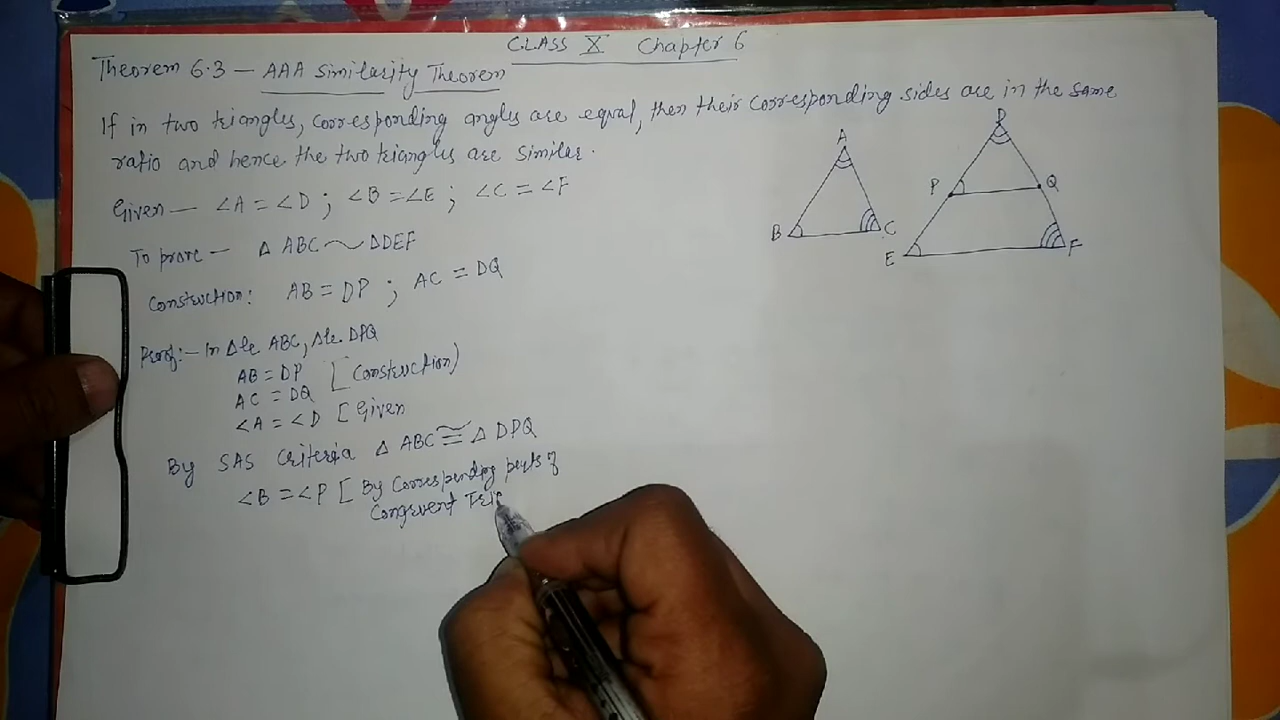 CLASS X Chapter 6
Theorem 6.3 — AAA Similarity Theorem
If in two triangles, corresponding angles are equal, then their corresponding sides are in the same
ratio and hence the two triangles are similar.
Given — ∠A = ∠D ; ∠B = ∠E ; ∠C = ∠F
To prove — Δ ABC ~ ΔDEF
Construction: AB = DP ; AC = DQ
Proof:- In Δle ABC, Δle DPQ
AB = DP [Construction)
AC = DQ
∠A = ∠D [Given
By SAS Criteria Δ ABC ≅ Δ DPQ
∠B = ∠P [By Corresponding parts of
Congruent Tri
A
B
C
D
P
Q
E
F